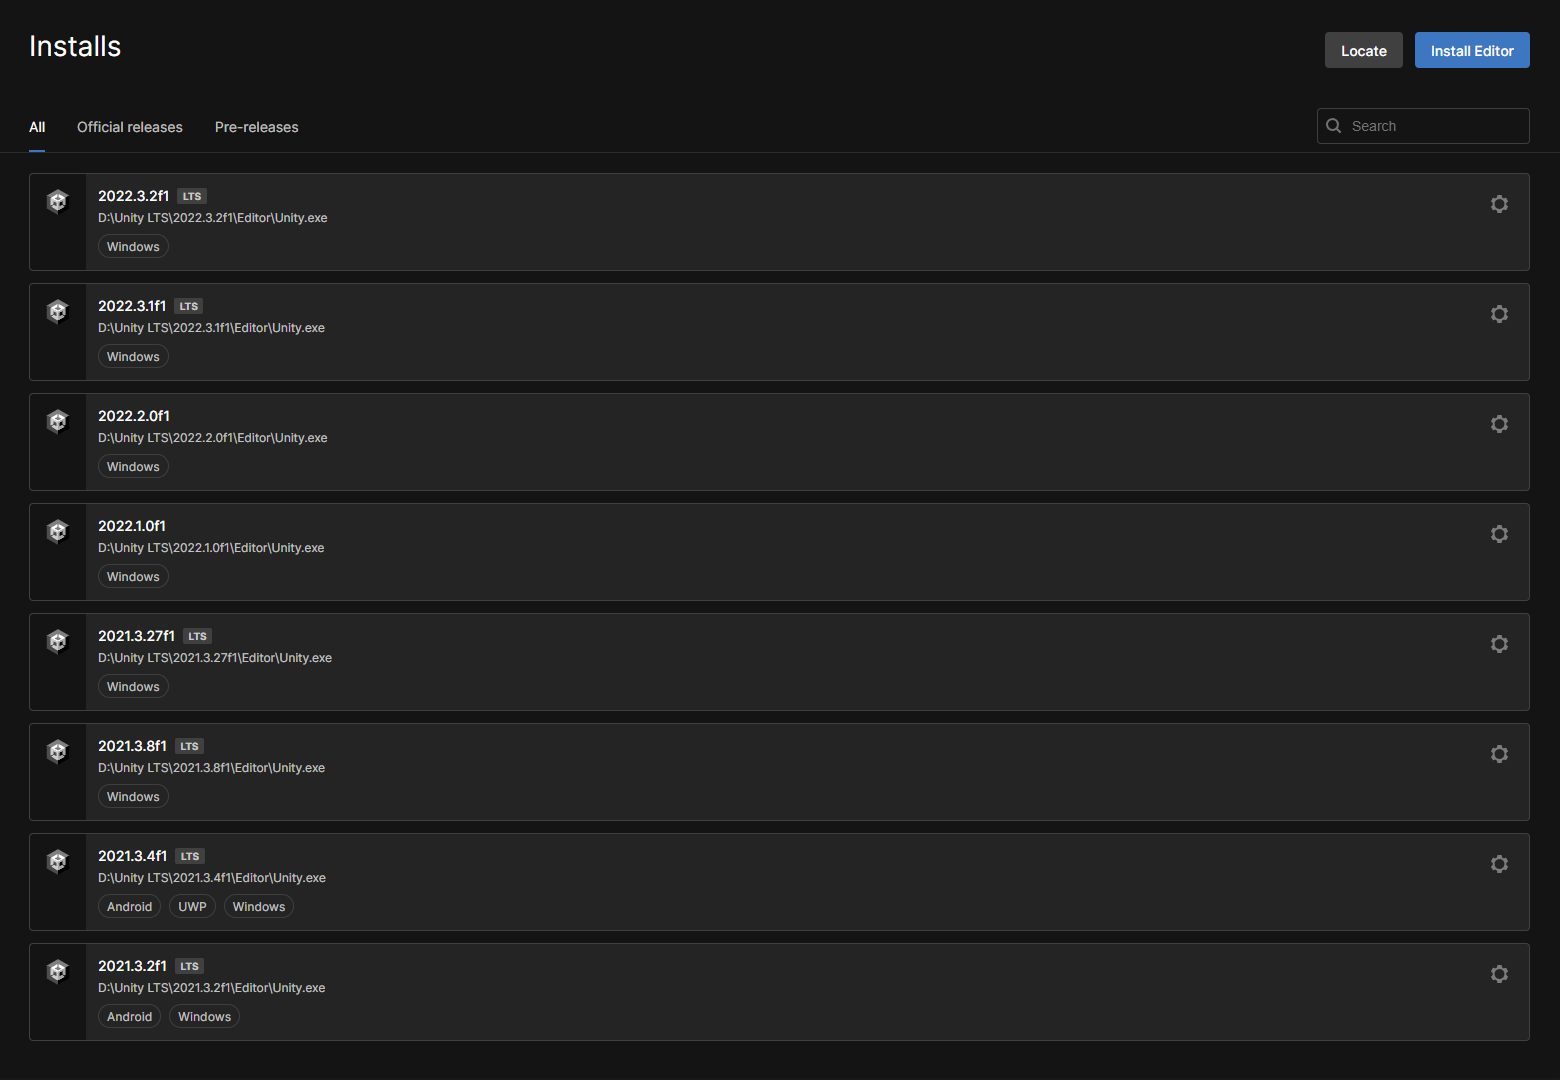 Installs
Locate
Install Editor
All
Official releases
Pre-releases
Search
2022.3.2f1 LTS
D:\Unity LTS\2022.3.2f1\Editor\Unity.exe
Windows
2022.3.1f1 LTS
D:\Unity LTS\2022.3.1f1\Editor\Unity.exe
Windows
2022.2.0f1
D:\Unity LTS\2022.2.0f1\Editor\Unity.exe
Windows
2022.1.0f1
D:\Unity LTS\2022.1.0f1\Editor\Unity.exe
Windows
2021.3.27f1 LTS
D:\Unity LTS\2021.3.27f1\Editor\Unity.exe
Windows
2021.3.8f1 LTS
D:\Unity LTS\2021.3.8f1\Editor\Unity.exe
Windows
2021.3.4f1 LTS
D:\Unity LTS\2021.3.4f1\Editor\Unity.exe
Android UWP Windows
2021.3.2f1 LTS
D:\Unity LTS\2021.3.2f1\Editor\Unity.exe
Android Windows